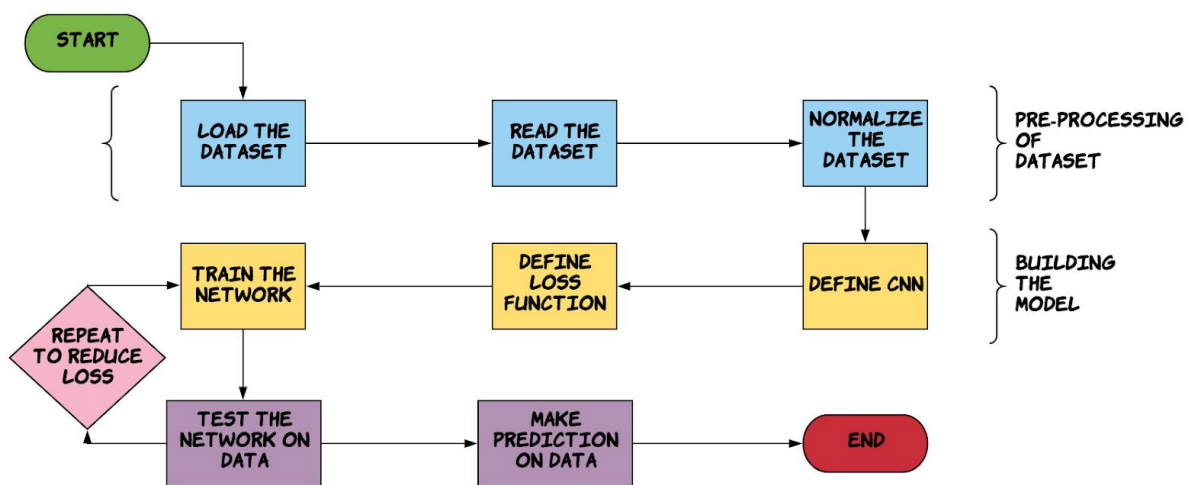 START
LOAD THE
DATASET
READ THE
DATASET
NORMALIZE
THE
DATASET
PRE-PROCESSING
OF
DATASET
TRAIN THE
NETWORK
DEFINE
LOSS
FUNCTION
DEFINE CNN
BUILDING
THE
MODEL
REPEAT
TO REDUCE
LOSS
TEST THE
NETWORK ON
DATA
MAKE
PREDICTION
ON DATA
END